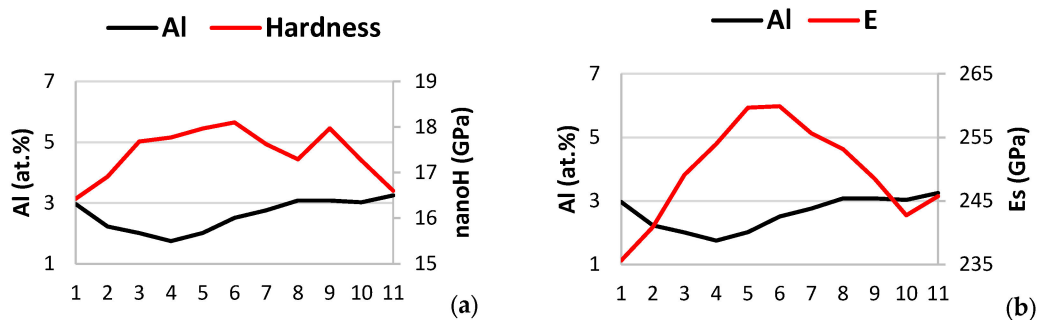 Al Hardness
Al (at.%)
7
5
3
1
19
18
17
16
15
nanoH (GPa)
1 2 3 4 5 6 7 8 9 10 11
(a)
Al E
Al (at.%)
7
5
3
1
265
255
245
235
Es (GPa)
1 2 3 4 5 6 7 8 9 10 11
(b)